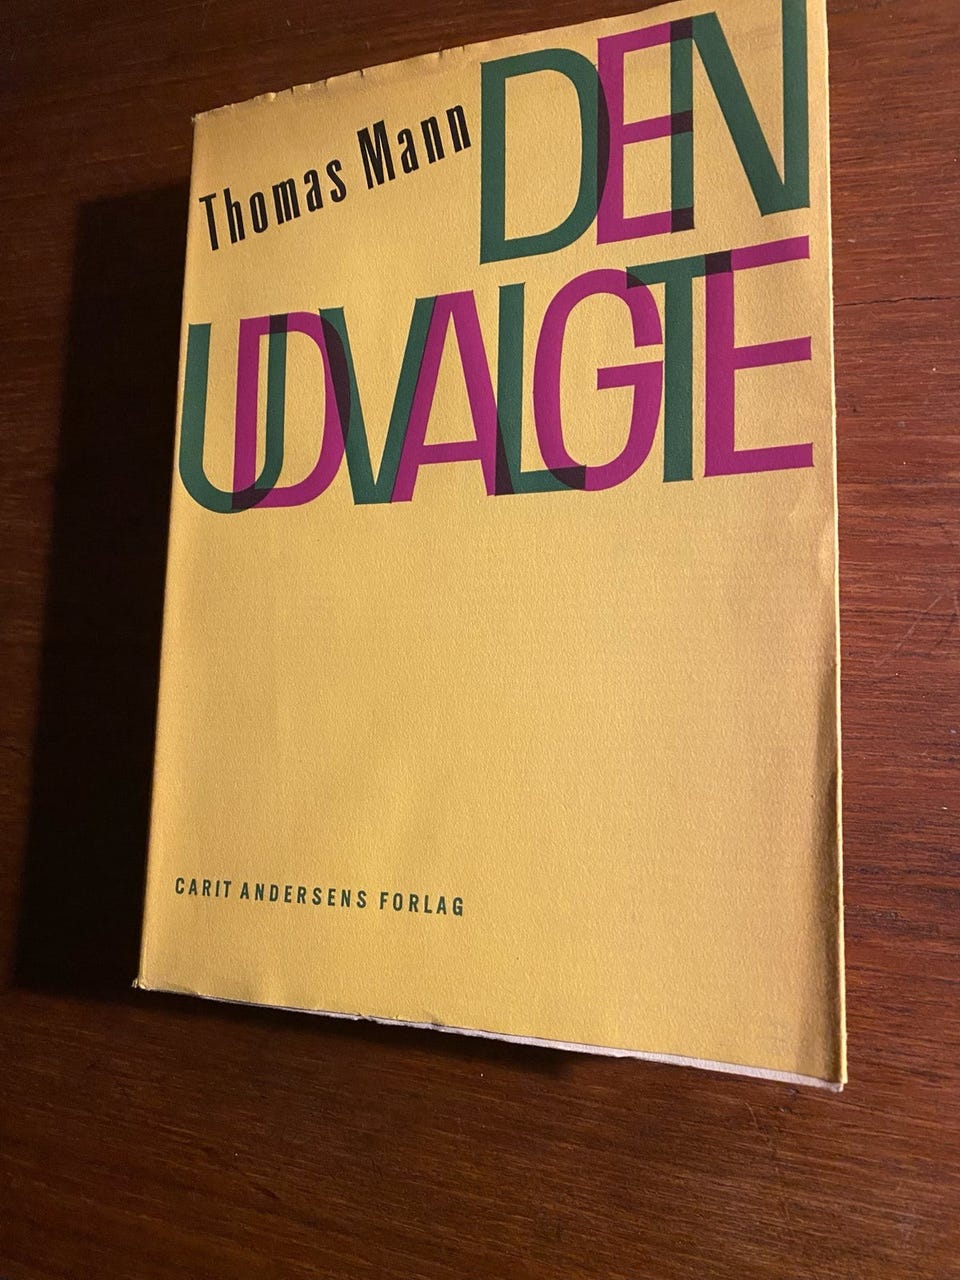 Thomas Mann
DEN
UDVALGTE
CARIT ANDERSENS FORLAG